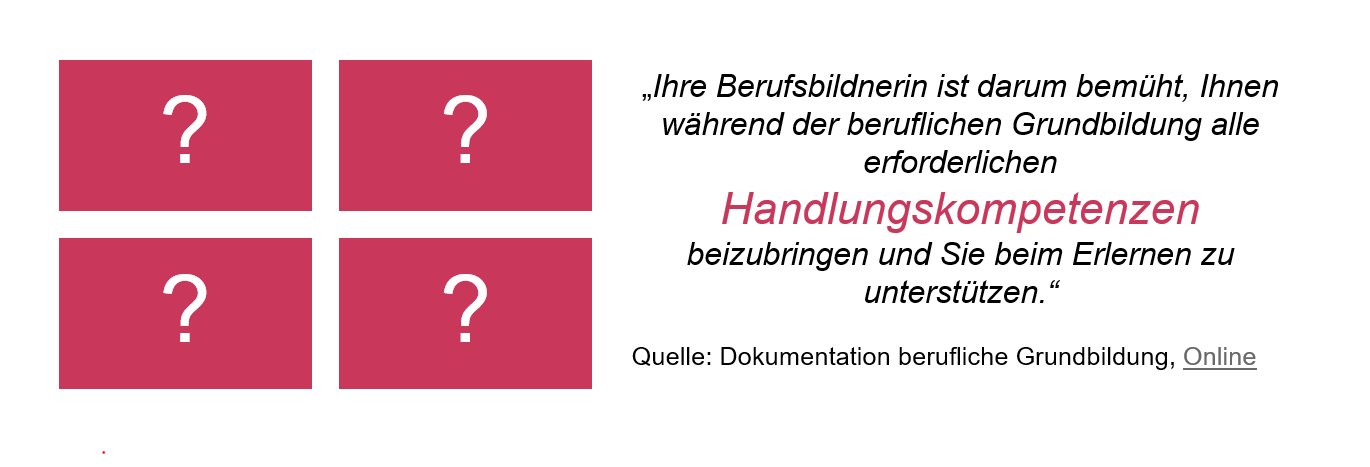 ?
?
?
?
„Ihre Berufsbildnerin ist darum bemüht, Ihnen
während der beruflichen Grundbildung alle
erforderlichen
Handlungskompetenzen
beizubringen und Sie beim Erlernen zu
unterstützen.“
Quelle: Dokumentation berufliche Grundbildung, Online